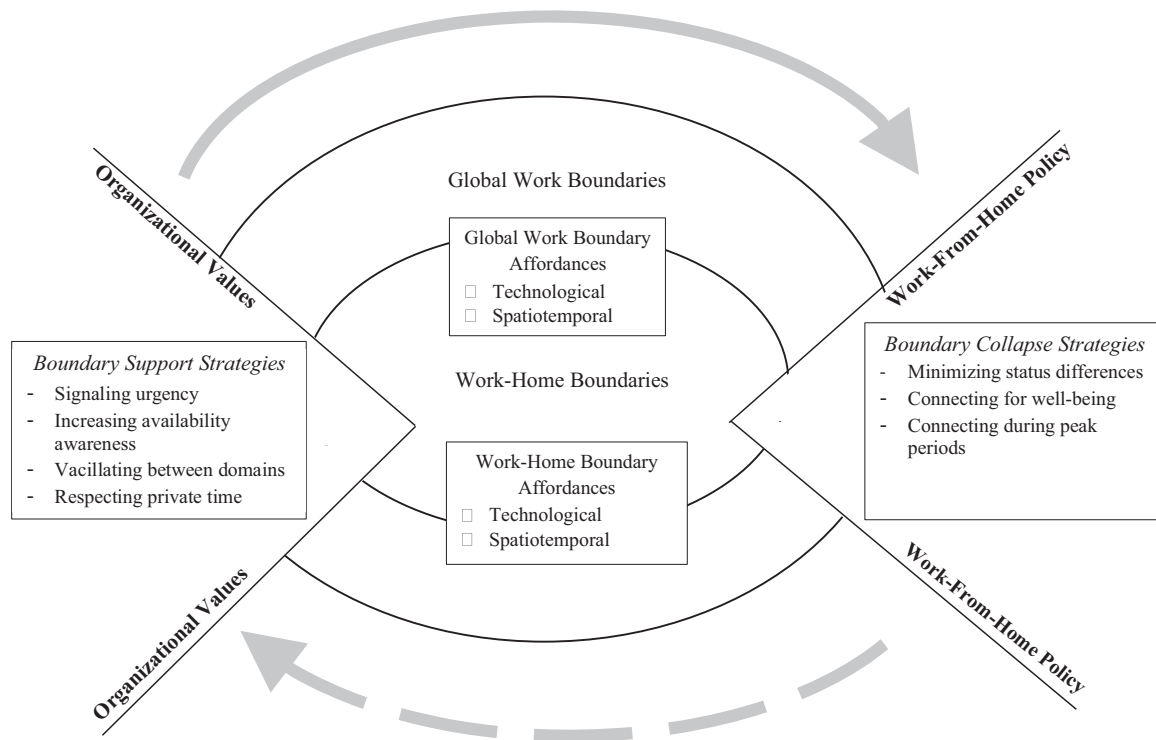 Organizational Values
Global Work Boundaries
Work-From-Home Policy
Global Work Boundary
Affordances
□ Technological
□ Spatiotemporal
Boundary Support Strategies
- Signaling urgency
- Increasing availability
awareness
- Vacillating between domains
- Respecting private time
Work-Home Boundaries
Boundary Collapse Strategies
- Minimizing status differences
- Connecting for well-being
- Connecting during peak
periods
Work-Home Boundary
Affordances
□ Technological
□ Spatiotemporal
Organizational Values
Work-From-Home Policy